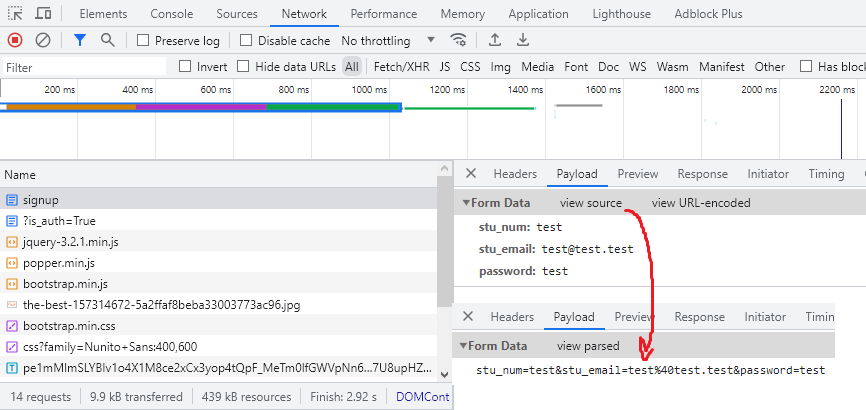 Elements Console Sources Network Performance Memory Application Lighthouse Adblock Plus
Preserve log Disable cache No throttling
Filter Invert Hide data URLs All Fetch/XHR JS CSS Img Media Font Doc WS Wasm Manifest Other Has bloc
200 ms 400 ms 600 ms 800 ms 1000 ms 1200 ms 1400 ms 1600 ms 1800 ms 2000 ms 2200 ms
Name
signup
?is_auth=True
jquery-3.2.1.min.js
popper.min.js
bootstrap.min.js
the-best-157314672-5a2ffaf8beba33003773ac96.jpg
bootstrap.min.css
css?family=Nunito+Sans:400,600
pe1mMImSLYBIv1o4X1M8ce2xCx3yop4tQpF_MeTm0lfGWVpNn6…7U8upHZ...
14 requests 9.9 kB transferred 439 kB resources Finish: 2.92 s DOMCont
Headers Payload Preview Response Initiator Timing
Form Data view source view URL-encoded
stu_num: test
stu_email: test@test.test
password: test
Headers Payload Preview Response Initiator Timing
Form Data view parsed
stu_num=test&stu_email=test%40test.test&password=test